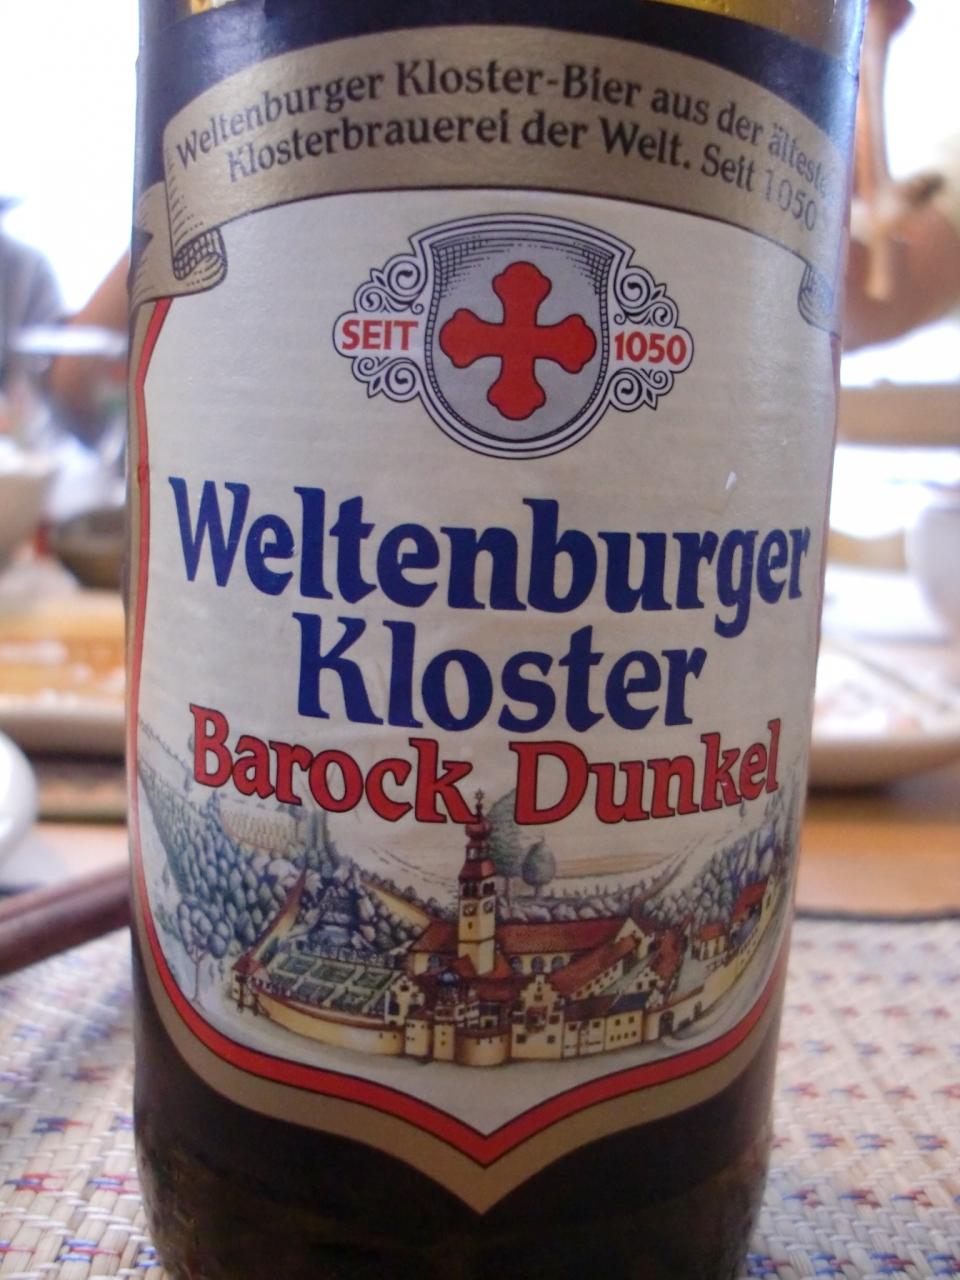 Weltenburger Kloster-Bier aus der älteste
Klosterbrauerei der Welt. Seit 1050
SEIT 1050
Weltenburger
Kloster
Barock Dunkel